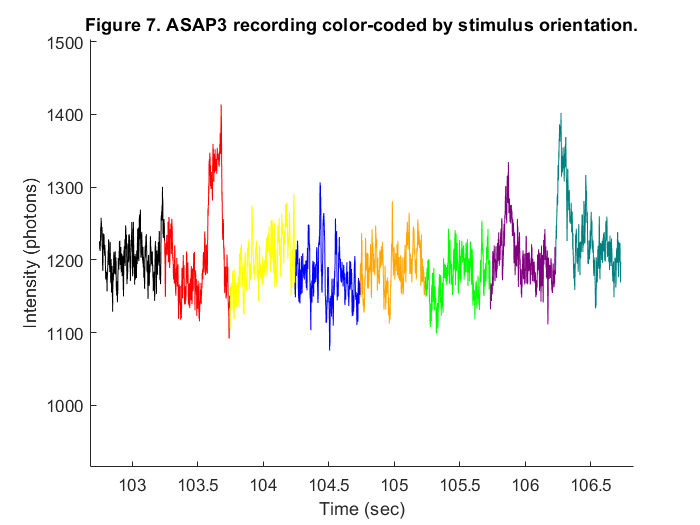 Figure 7. ASAP3 recording color-coded by stimulus orientation.
1500
1400
1300
1200
1100
1000
Intensity (photons)
103 103.5 104 104.5 105 105.5 106 106.5
Time (sec)